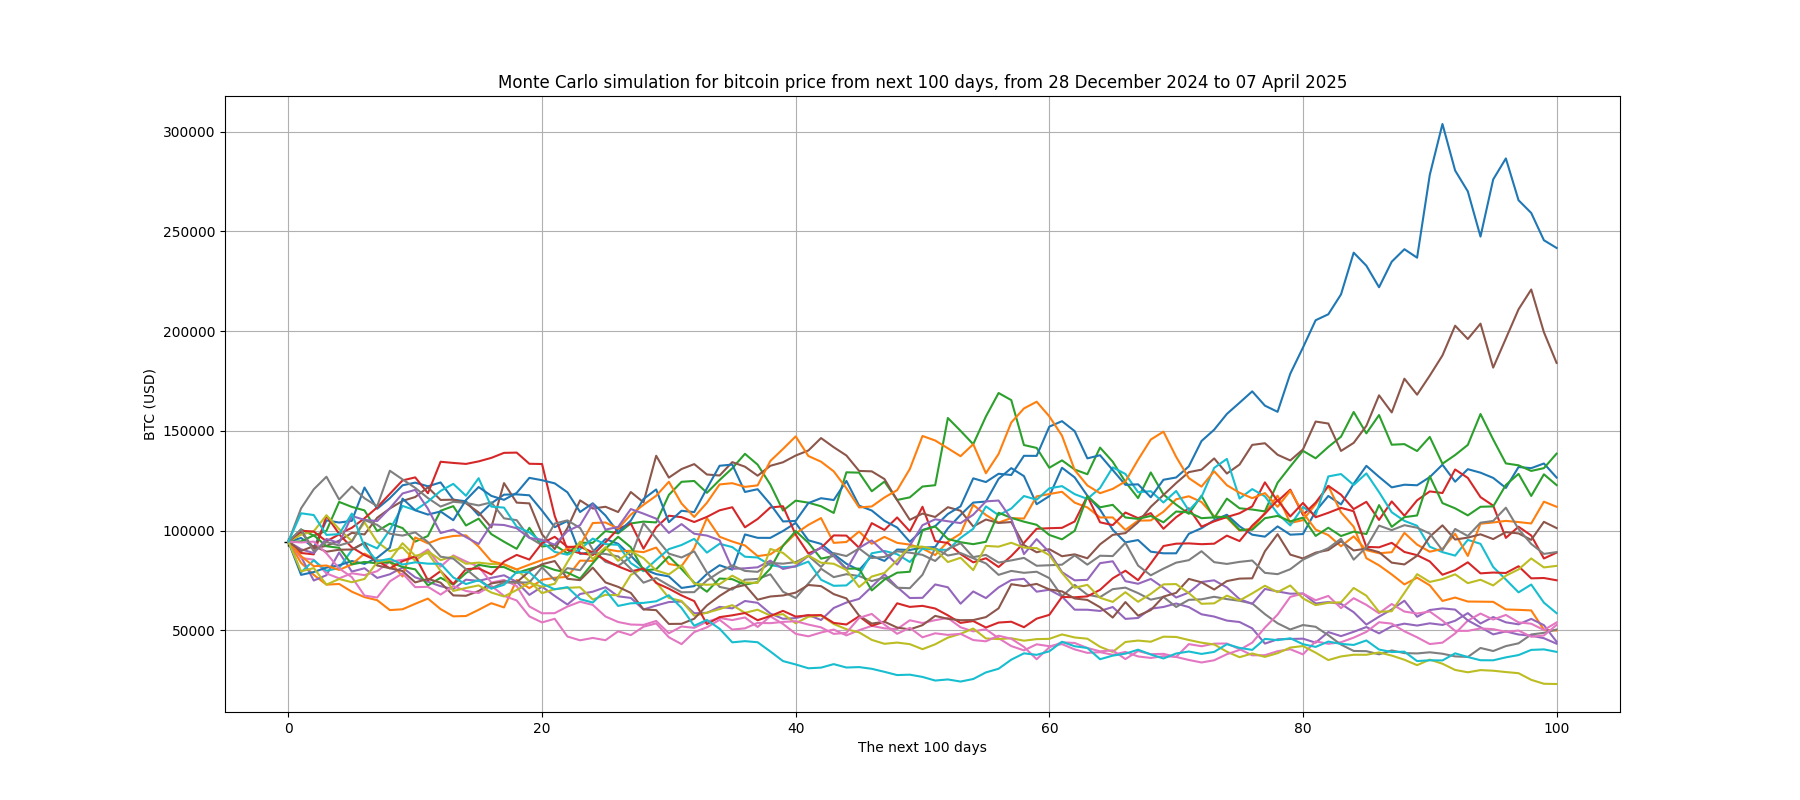 Monte Carlo simulation for bitcoin price from next 100 days, from 28 December 2024 to 07 April 2025
300000
250000
200000
150000
100000
50000
BTC (USD)
0 20 40 60 80 100
The next 100 days